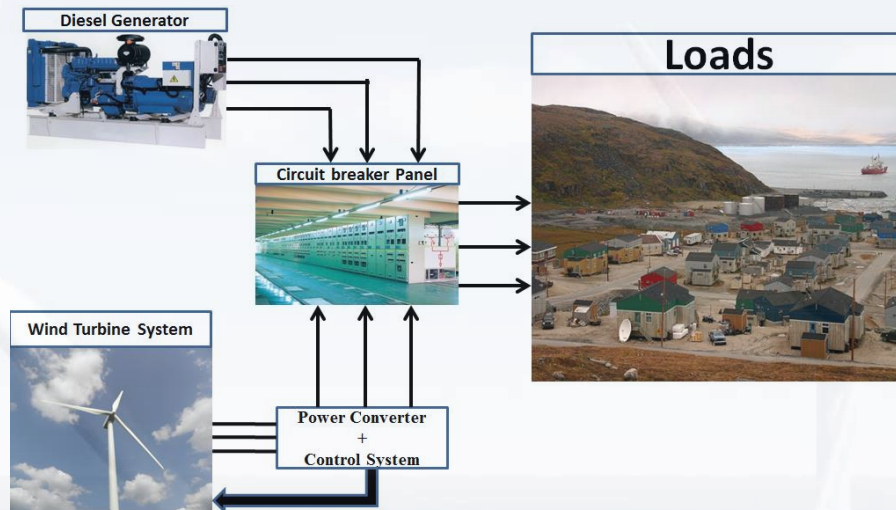 Diesel Generator
Loads
Circuit breaker Panel
Wind Turbine System
Power Converter
+
Control System